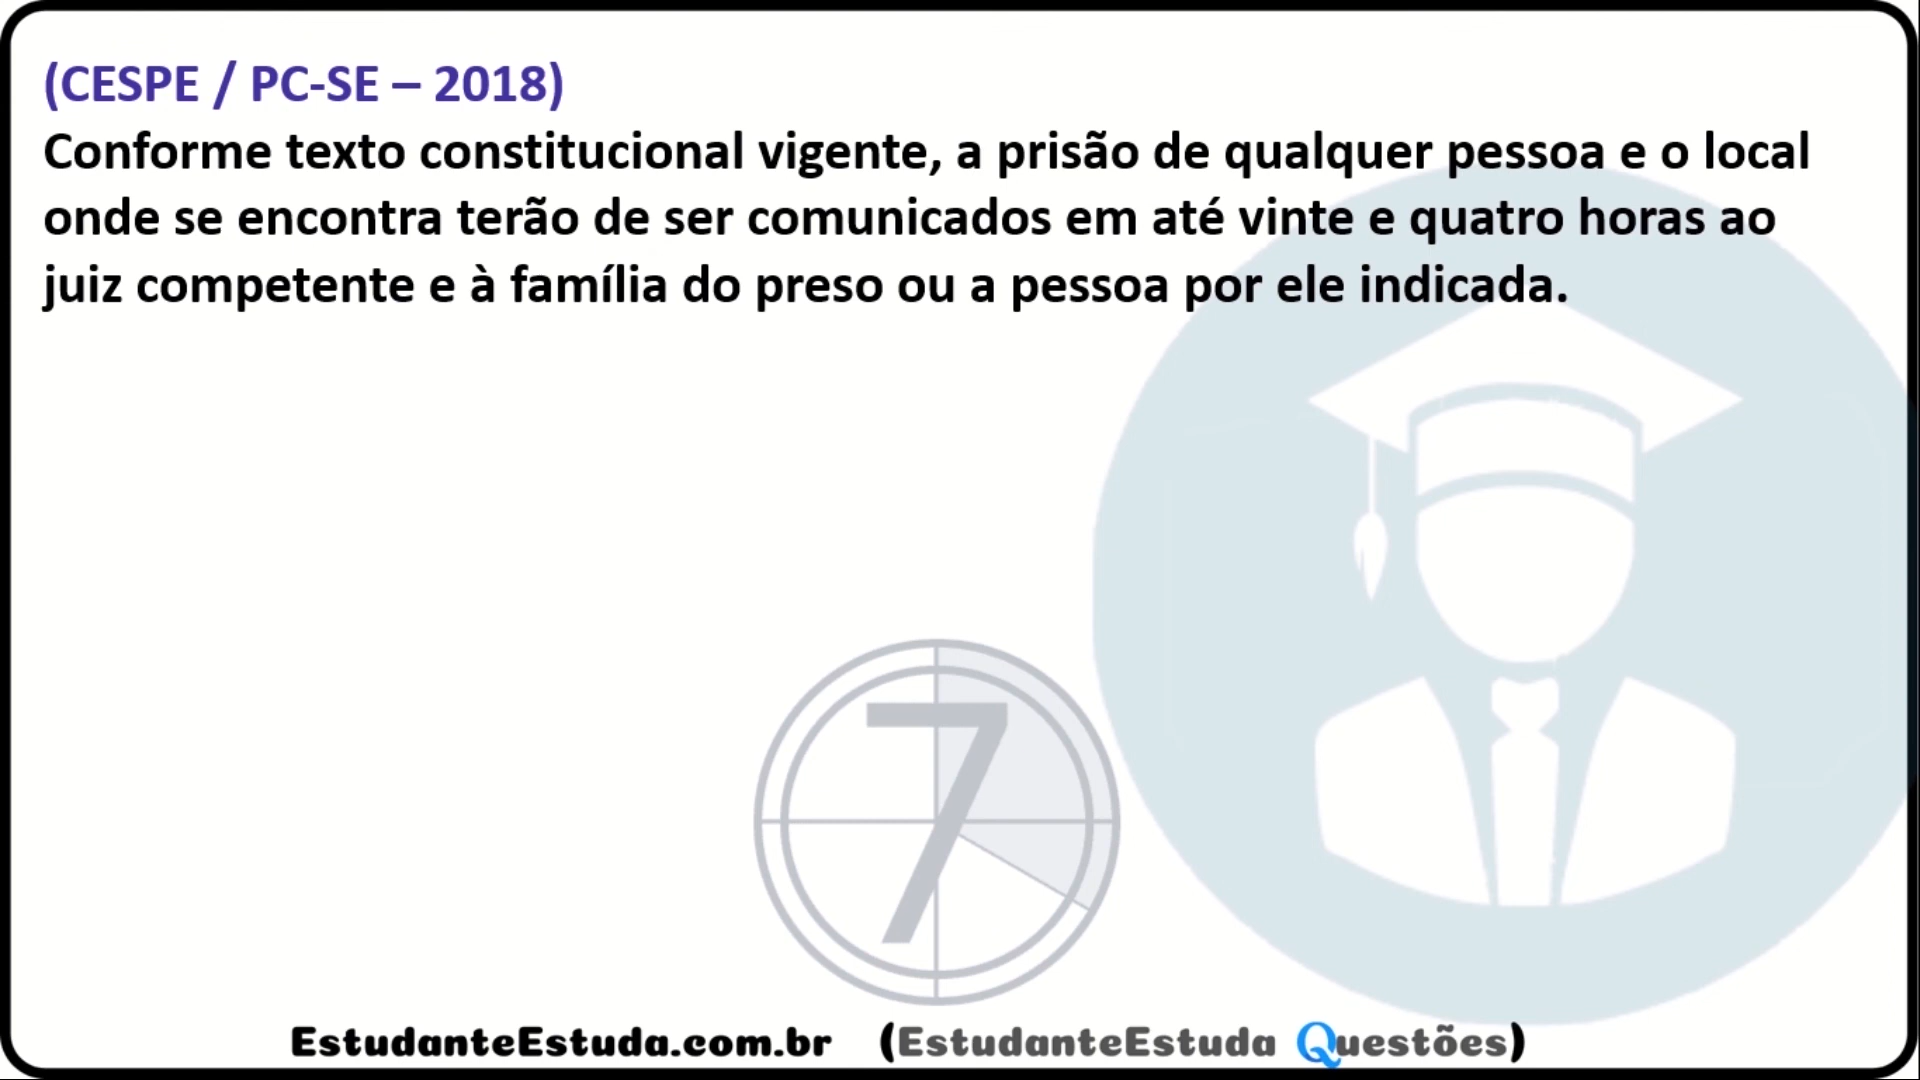 (CESPE / PC-SE – 2018)
Conforme texto constitucional vigente, a prisão de qualquer pessoa e o local
onde se encontra terão de ser comunicados em até vinte e quatro horas ao
juiz competente e à família do preso ou a pessoa por ele indicada.
7
EstudanteEstuda.com.br (EstudanteEstuda Questões)